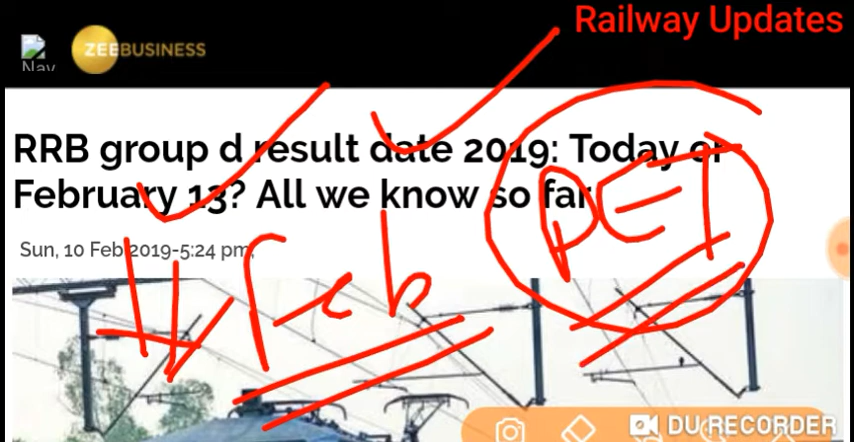 Railway Updates
Nav
ZEEBUSINESS
RRB group d result date 2019: Today or
February 13? All we know so far
Sun, 10 Feb 2019-5:24 pm,
PET
Feb
DU RECORDER